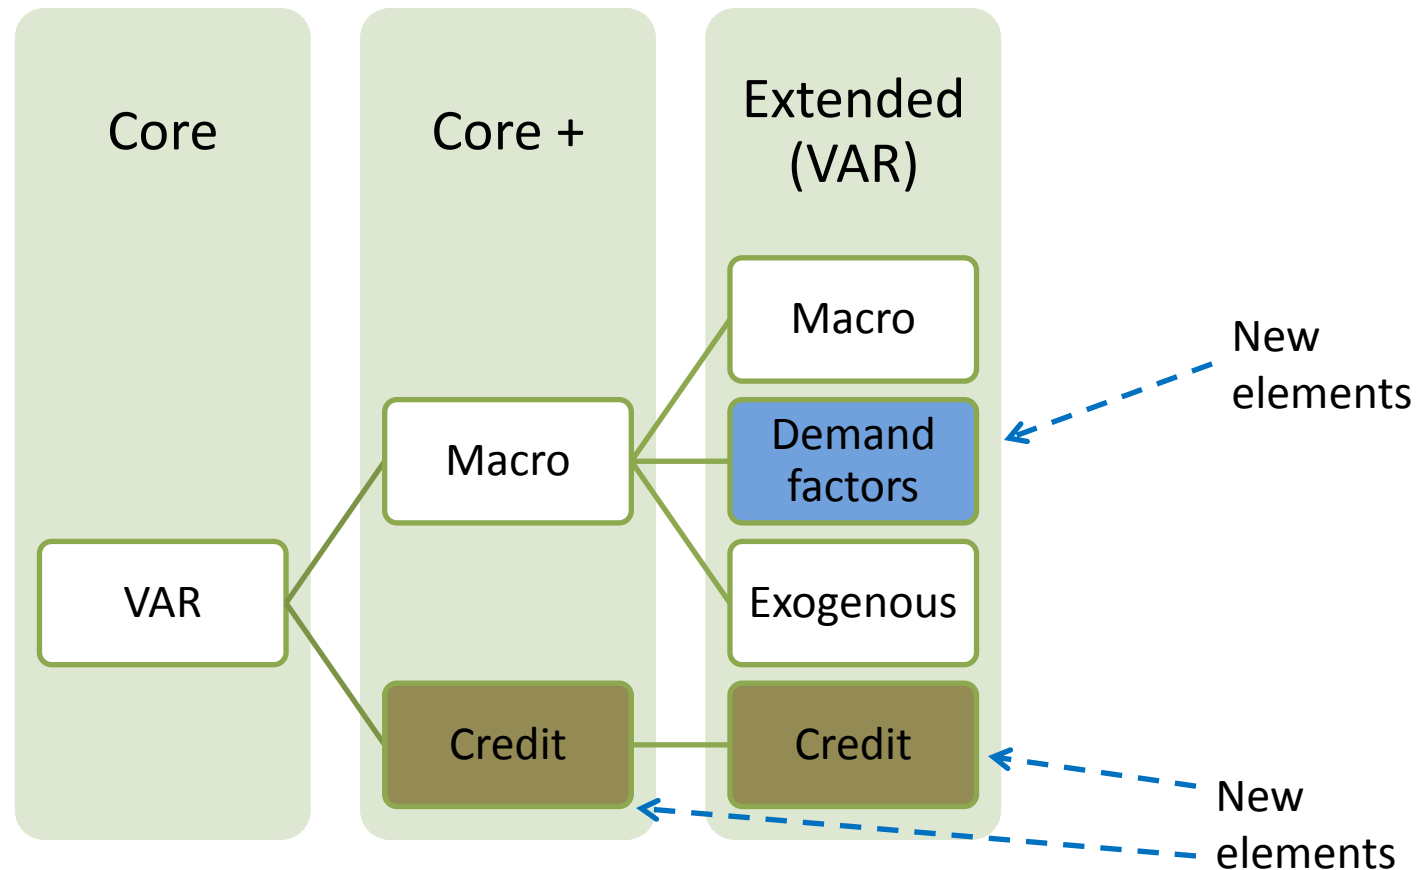 Core
Core +
Extended
(VAR)
Macro
New
elements
Demand
factors
Macro
VAR
Exogenous
Credit
Credit
New
elements